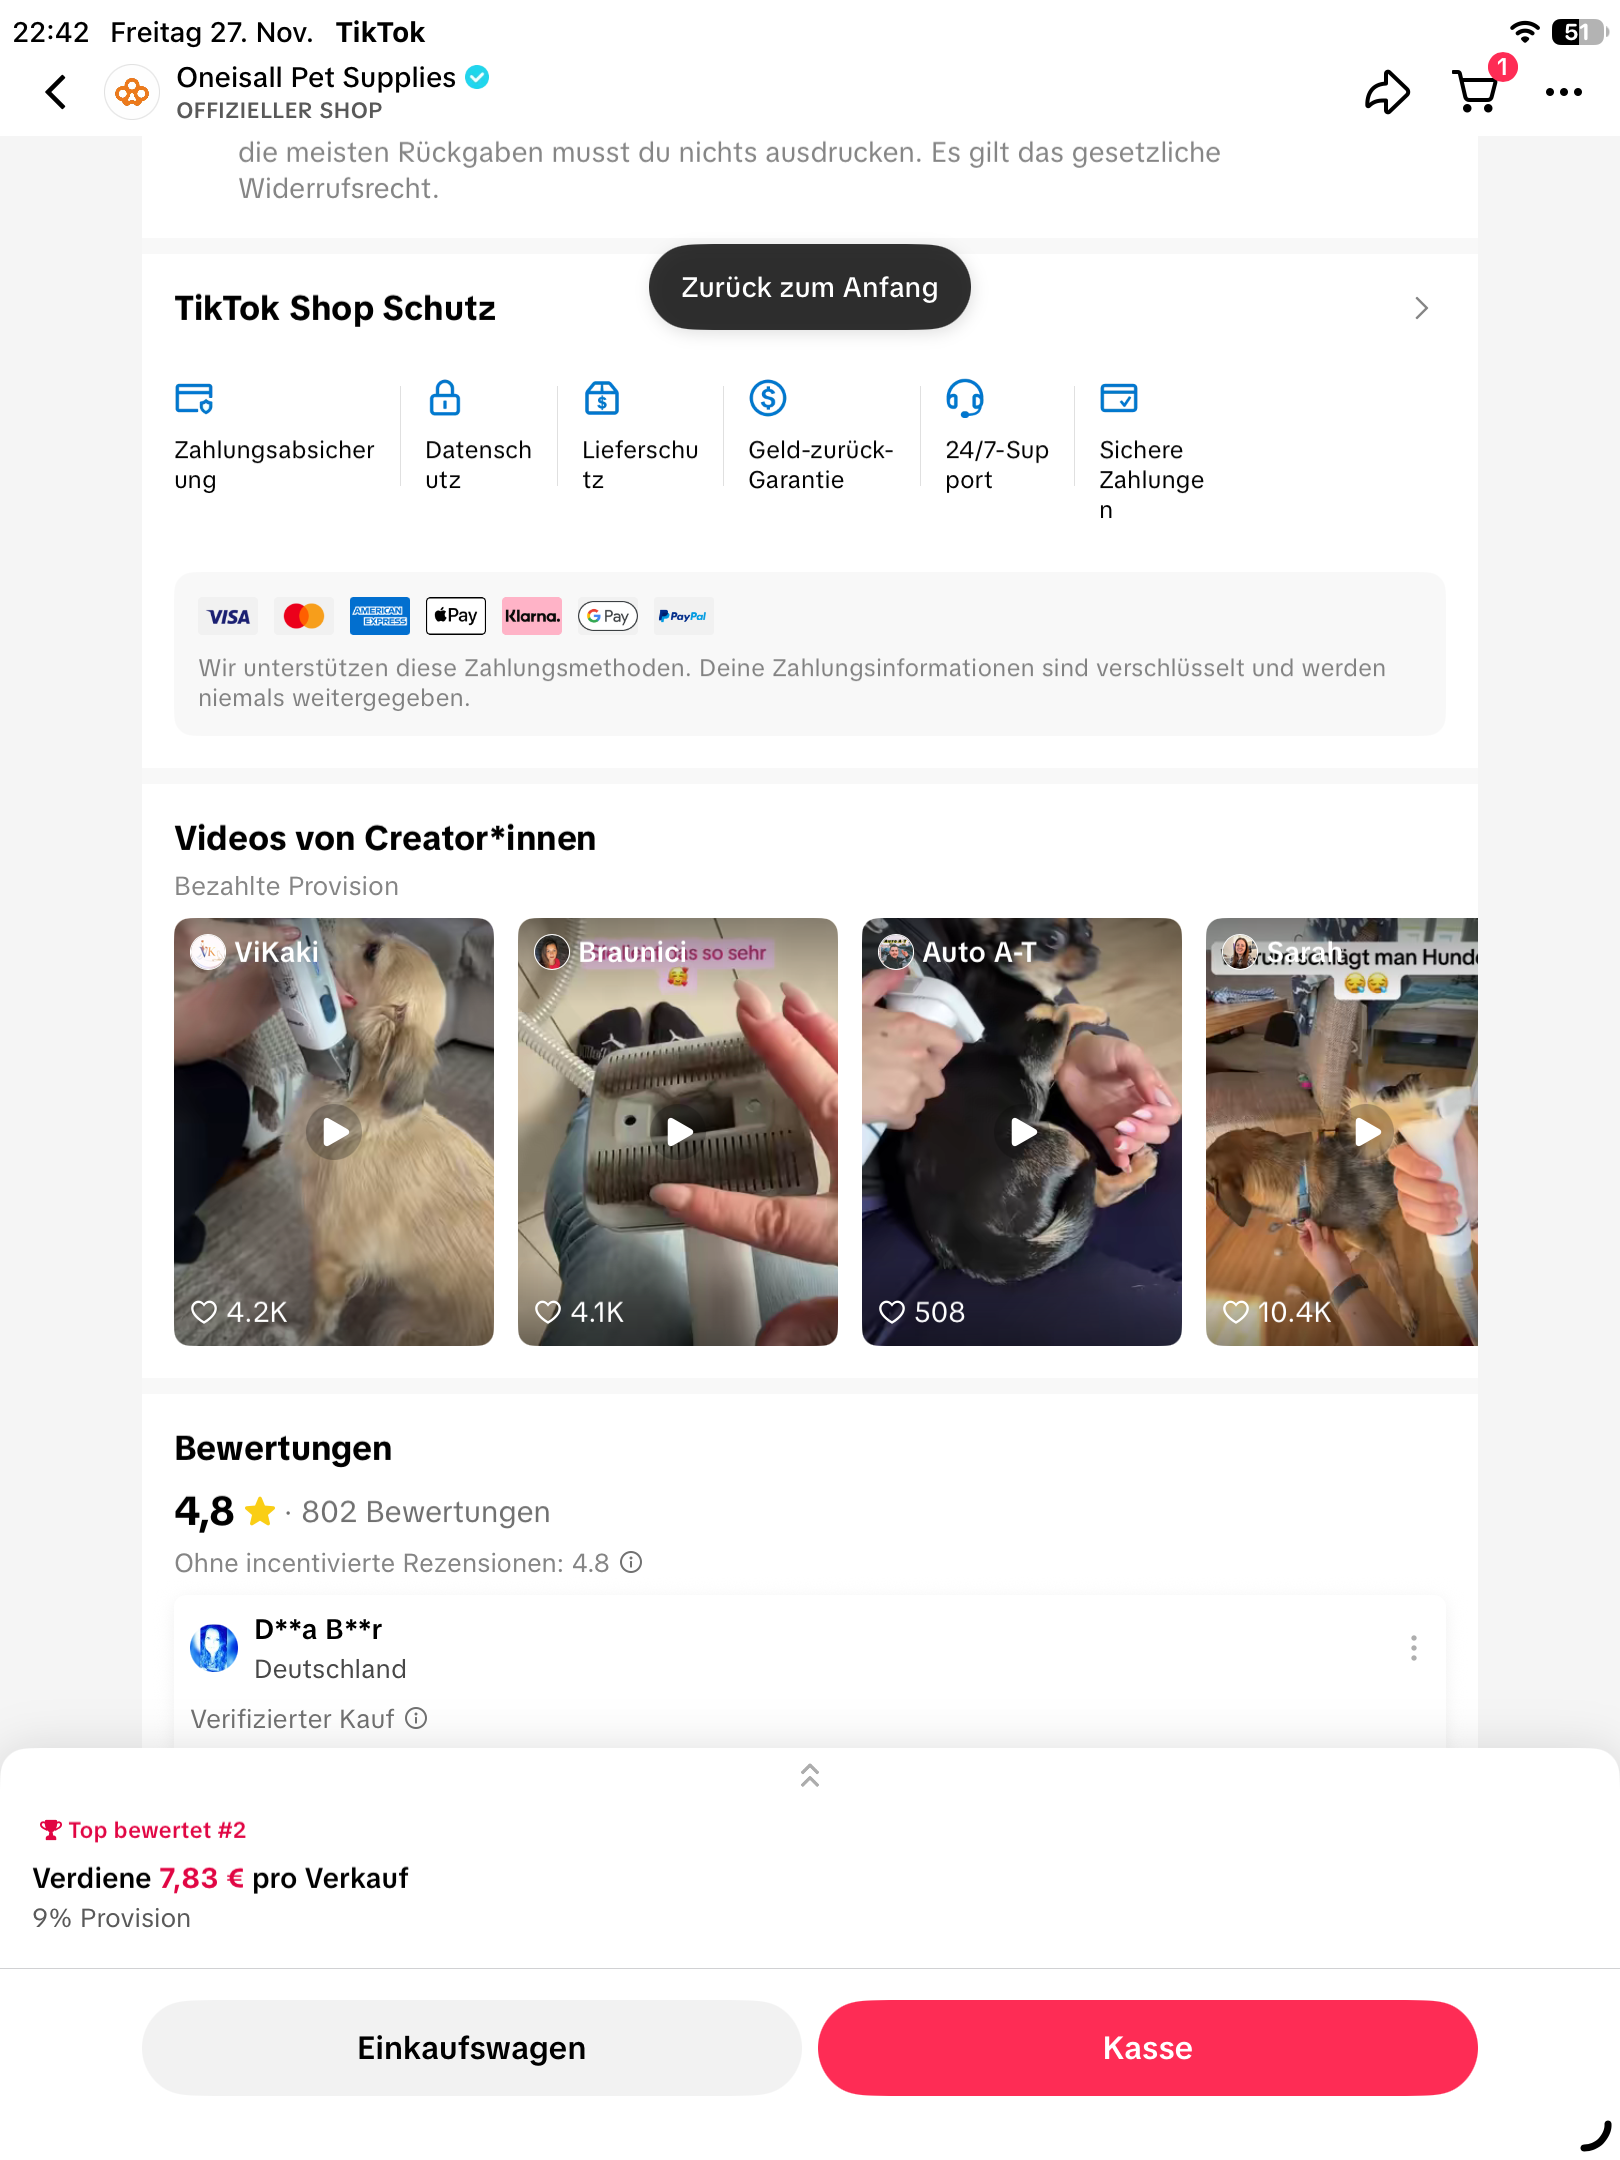 22:42 Freitag 27. Nov. TikTok
51
Oneisall Pet Supplies
OFFIZIELLER SHOP
1
die meisten Rückgaben musst du nichts ausdrucken. Es gilt das gesetzliche
Widerrufsrecht.
Zurück zum Anfang
TikTok Shop Schutz
Zahlungsabsicher
ung
Datensch
utz
Lieferschu
tz
Geld-zurück-
Garantie
24/7-Sup
port
Sichere
Zahlunge
n
VISA
AMERICAN
EXPRESS
Pay
Klarna.
G Pay
PayPal
Wir unterstützen diese Zahlungsmethoden. Deine Zahlungsinformationen sind verschlüsselt und werden
niemals weitergegeben.
Videos von Creator*innen
Bezahlte Provision
ViKaki
4.2K
Braunici
so sehr
4.1K
Auto A-T
508
Sarah
man Hunde
10.4K
Bewertungen
4,8 · 802 Bewertungen
Ohne incentivierte Rezensionen: 4.8
D**a B**r
Deutschland
Verifizierter Kauf
Top bewertet #2
Verdiene 7,83 € pro Verkauf
9% Provision
Einkaufswagen
Kasse